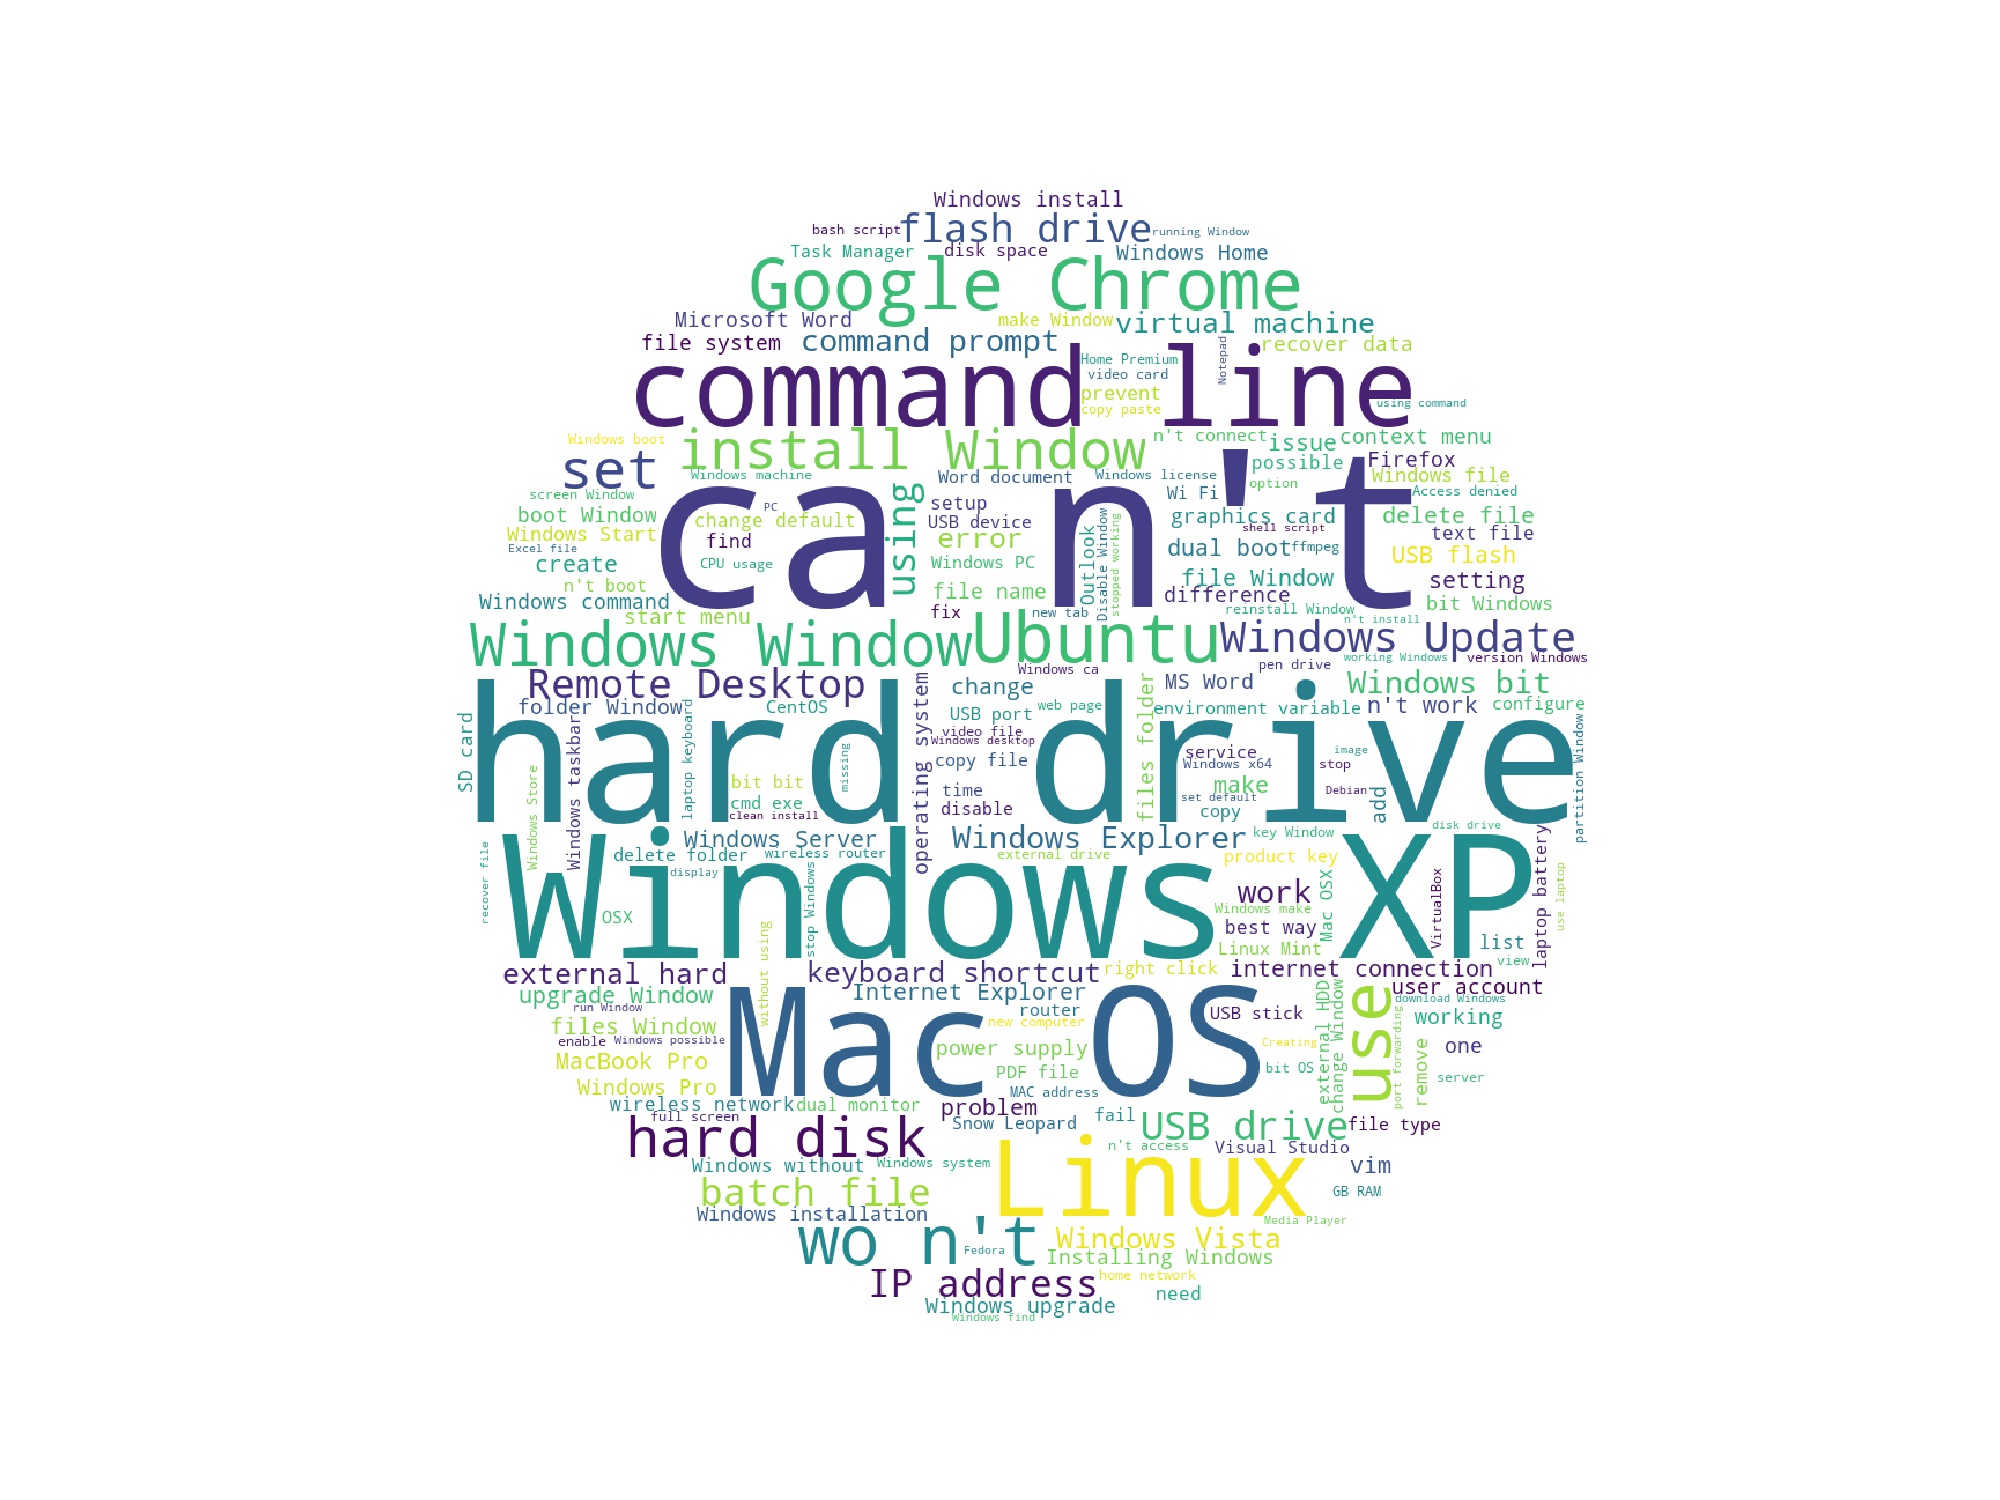 Windows install
bash script flash drive running Window
Task Manager disk space Windows Home
Google Chrome
Microsoft Word make Window virtual machine
file system command prompt Home Premium Notepad recover data
command line video card
prevent
copy paste using command
Windows boot install Window n't connect issue context menu
set Windows machine Word document Windows license possible Firefox
screen Window PC using setup Wi Fi option Windows file
ca n't Access denied
boot Window change default USB device graphics card delete file
Windows Start find error Outlook Disable Window stopped working shell script text file
Excel file CPU usage Windows PC dual boot ffmpeg USB flash
create
n't boot file name file Window setting
Windows command fix new tab difference reinstall Window bit Windows
start menu n't install
Windows Window Ubuntu Windows Update
Windows ca pen drive working Windows version Windows
Remote Desktop change MS Word Windows bit
folder Window CentOS operating system USB port web page files folder environment variable n't work configure
SD card Windows taskbar laptop keyboard missing video file Windows desktop service image partition Window
hard drive
copy file Windows x64 stop
Windows Store bit bit time make set default Debian add
cmd exe disable copy
clean install
Windows Server Windows Explorer key Window disk drive
recover file delete folder wireless router external drive product key laptop battery
display work Mac OSX VirtualBox use laptop
Windows XP
OSX stop Windows Windows make
best way list
without using Linux Mint view
external hard keyboard shortcut right click internet connection
upgrade Window Internet Explorer external HDD change Window use user account
run Window router USB stick download Windows
files Window new computer port forwarding working
Mac OS
enable Windows possible power supply Creating remove one
MacBook Pro PDF file bit OS server
Windows Pro MAC address
wireless network dual monitor problem fail
full screen Snow Leopard USB drive file type
hard disk n't access Visual Studio
Windows without Windows system Linux vim
batch file GB RAM
Windows installation Media Player
wo n't Fedora Windows Vista
Installing Windows
IP address home network
need
Windows upgrade
Windows find